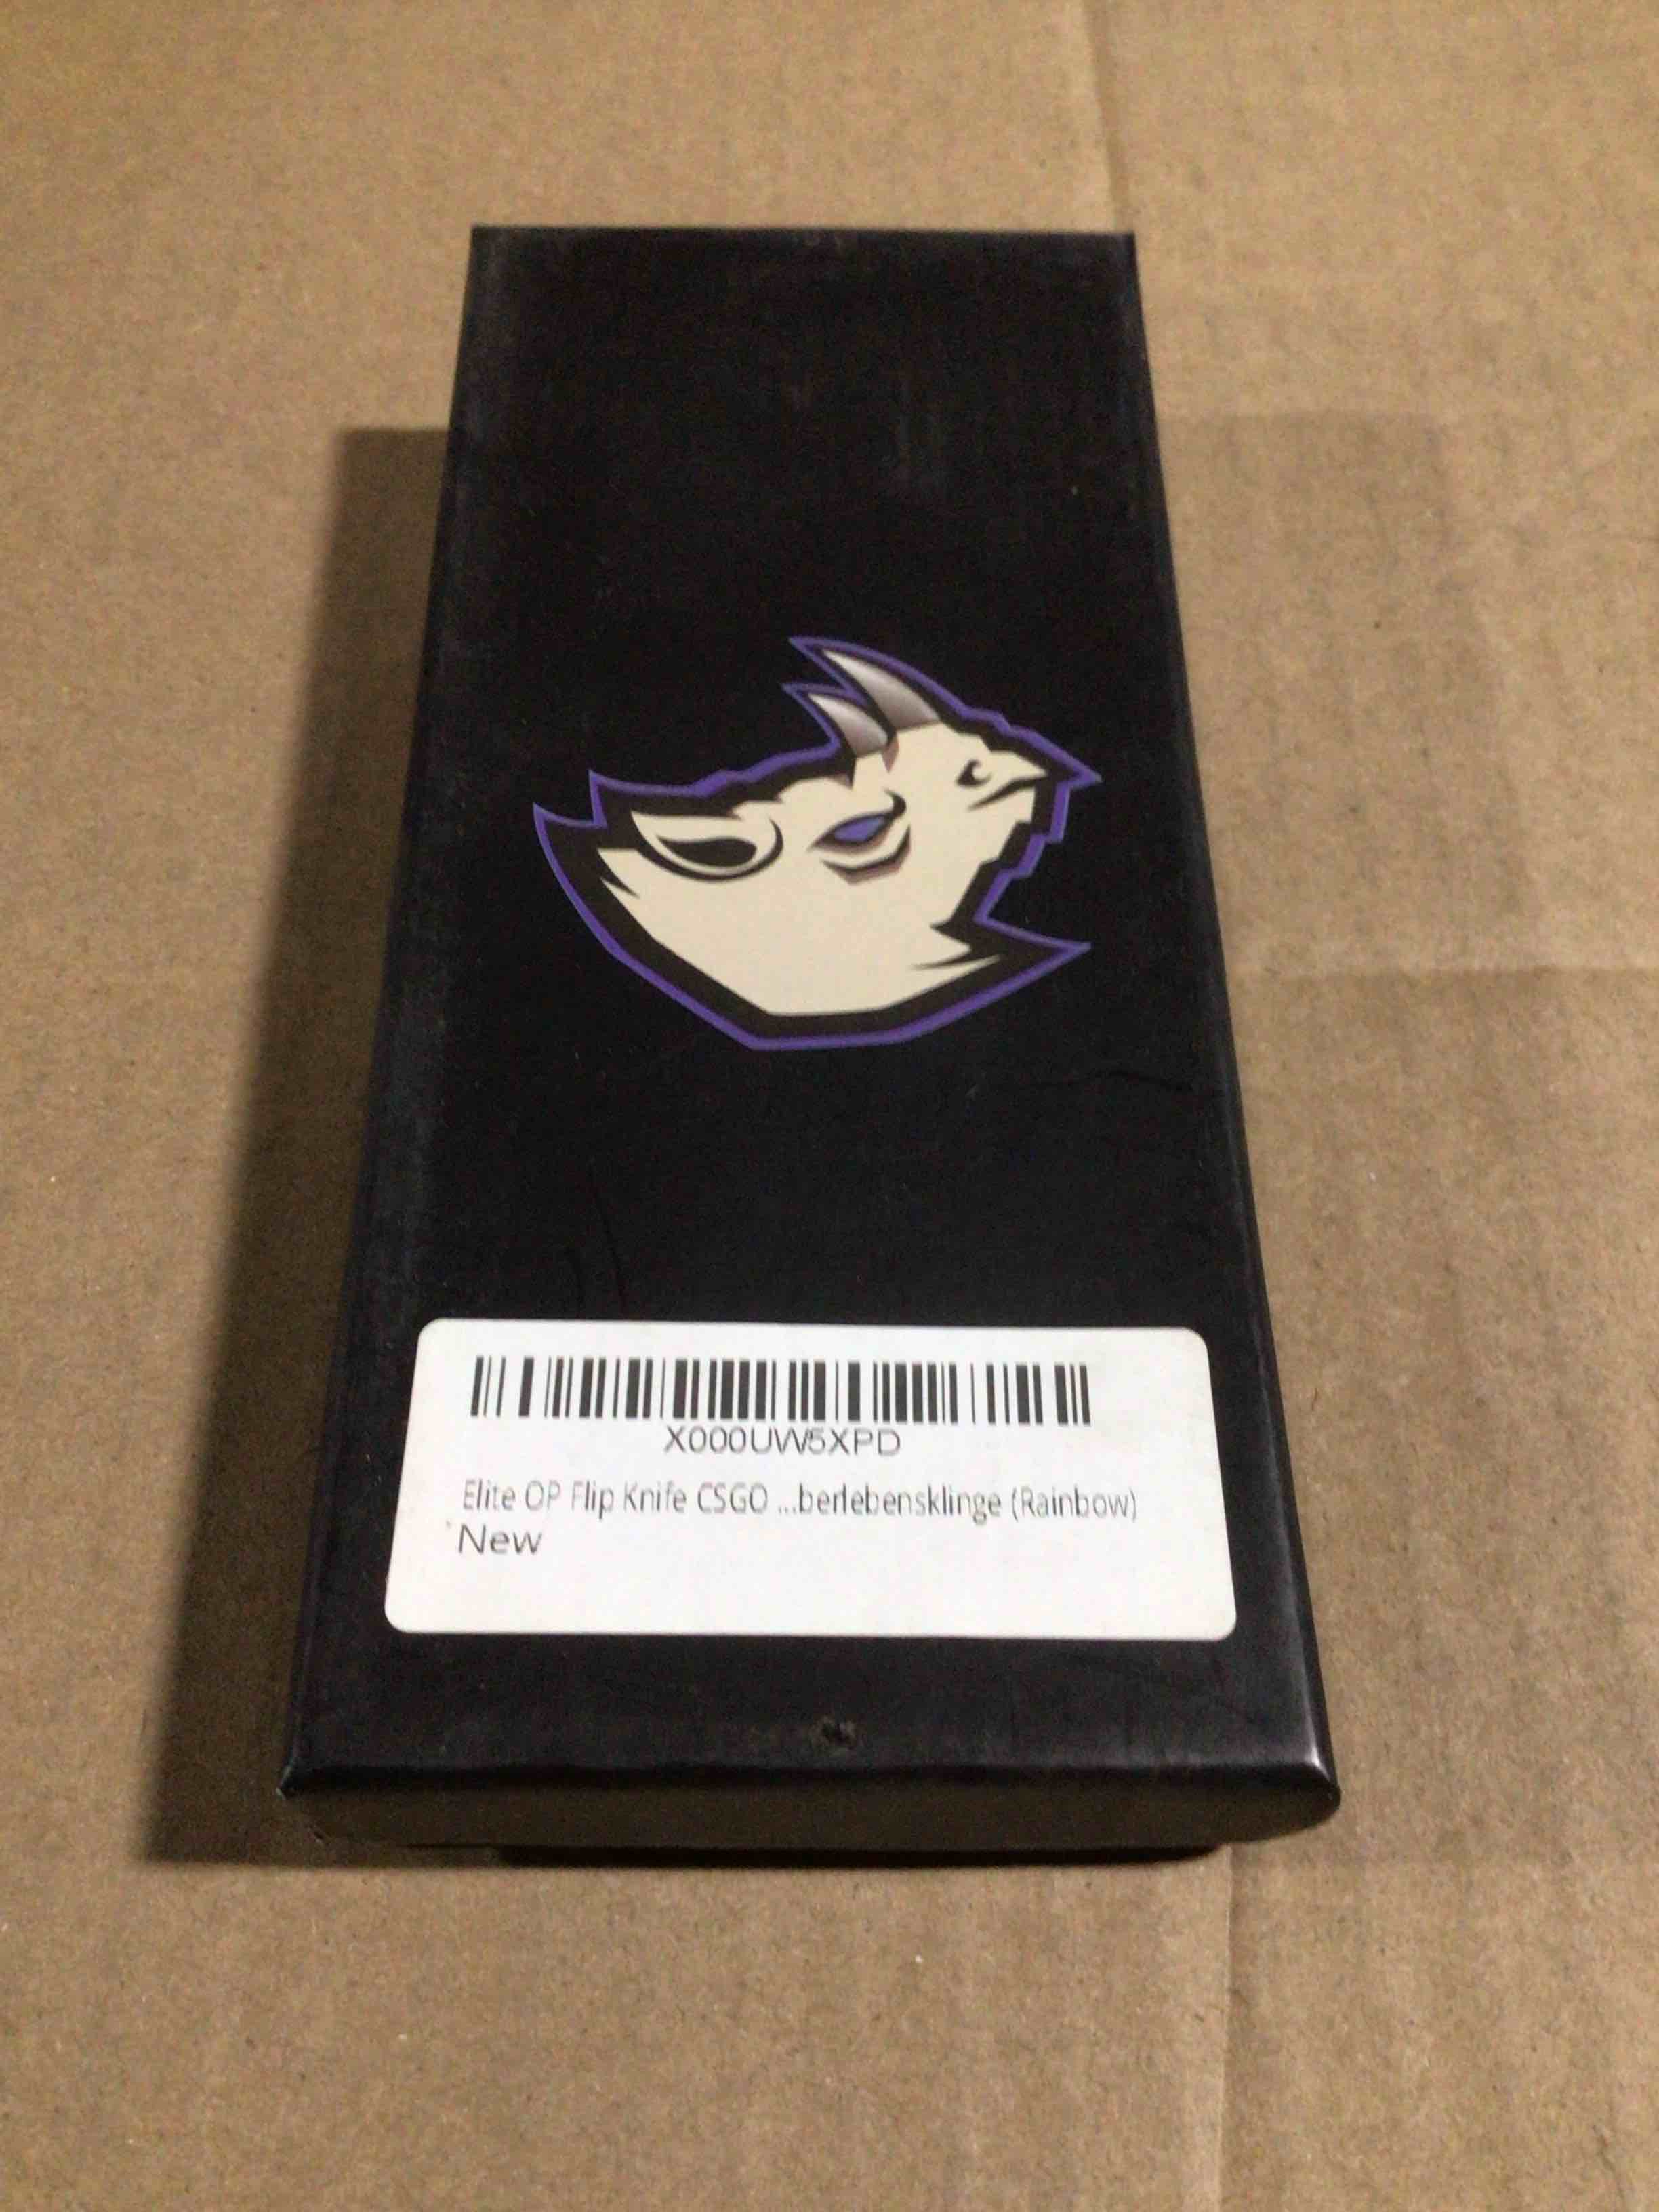 X000UW5XPD
Elite OP Flip Knife CSGO ...berlebensklinge (Rainbow)
New